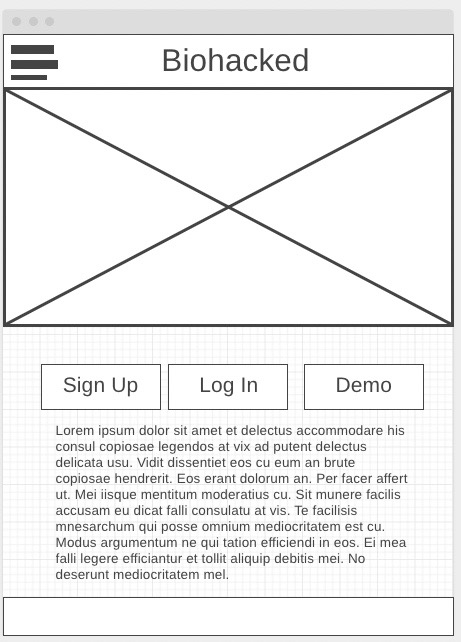 Biohacked
Sign Up
Log In
Demo
Lorem ipsum dolor sit amet et delectus accommodare his
consul copiosae legendos at vix ad putent delectus
delicata usu. Vidit dissentiet eos cu eum an brute
copiosae hendrerit. Eos erant dolorum an. Per facer affert
ut. Mei iisque mentitum moderatius cu. Sit munere facilis
accusam eu dicat falli consulatu at vis. Te facilisis
mnesarchum qui posse omnium mediocritatem est cu.
Modus argumentum ne qui tation efficiendi in eos. Ei mea
falli legere efficiantur et tollit aliquip debitis mei. No
deserunt mediocritatem mel.